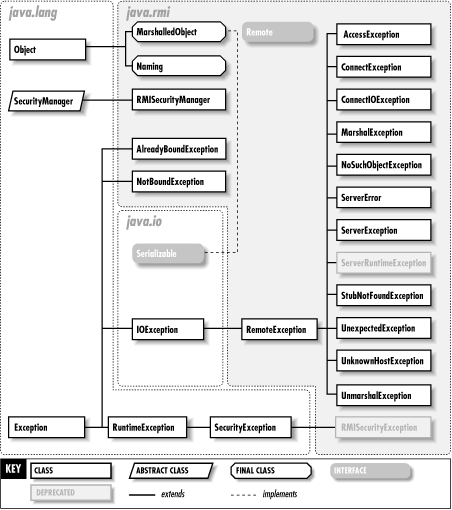 java.lang
java.rmi
Object
MarshalledObject
Remote
AccessException
Naming
ConnectException
SecurityManager
RMISecurityManager
ConnectIOException
MarshalException
AlreadyBoundException
NoSuchObjectException
NotBoundException
ServerError
java.io
ServerException
Serializable
ServerRuntimeException
StubNotFoundException
IOException
RemoteException
UnexpectedException
UnknownHostException
UnmarshalException
Exception
RuntimeException
SecurityException
RMISecurityException
KEY
CLASS
ABSTRACT CLASS
FINAL CLASS
INTERFACE
DEPRECATED
extends
implements